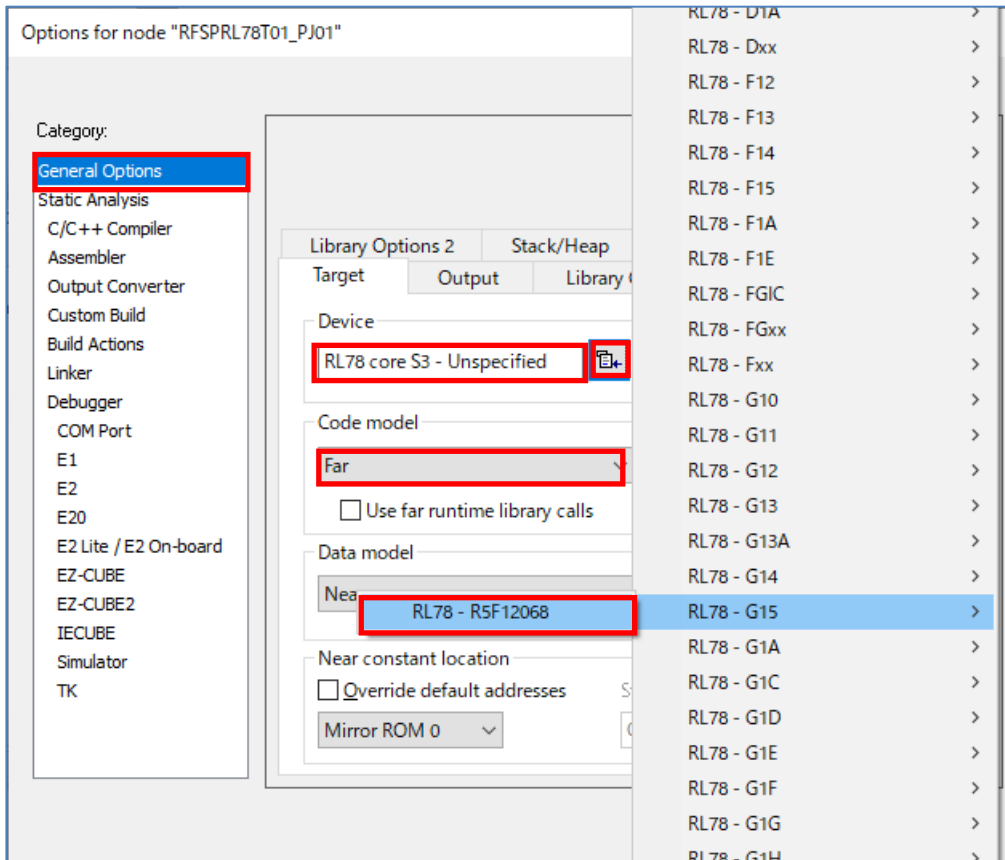 Options for node "RFSPRL78T01_PJ01"
Category:
General Options
Static Analysis
C/C++ Compiler
Assembler
Output Converter
Custom Build
Build Actions
Linker
Debugger
COM Port
E1
E2
E20
E2 Lite / E2 On-board
EZ-CUBE
EZ-CUBE2
IECUBE
Simulator
TK
Library Options 2
Stack/Heap
Target
Output
Library
Device
RL78 core S3 - Unspecified
Code model
Far
Use far runtime library calls
Data model
Nea
RL78 - R5F12068
Near constant location
Override default addresses
Mirror ROM 0
RL78 - D1A
RL78 - Dxx
RL78 - F12
RL78 - F13
RL78 - F14
RL78 - F15
RL78 - F1A
RL78 - F1E
RL78 - FGIC
RL78 - FGxx
RL78 - Fxx
RL78 - G10
RL78 - G11
RL78 - G12
RL78 - G13
RL78 - G13A
RL78 - G14
RL78 - G15
RL78 - G1A
RL78 - G1C
RL78 - G1D
RL78 - G1E
RL78 - G1F
RL78 - G1G
RL78 - G1H